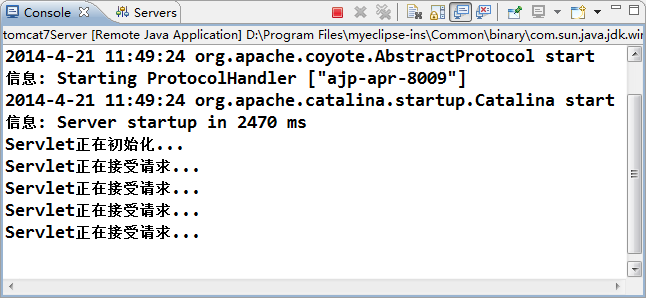 Console Servers
tomcat7Server [Remote Java Application] D:\Program Files\myeclipse-ins\Common\binary\com.sun.java.jdk.wi
2014-4-21 11:49:24 org.apache.coyote.AbstractProtocol start
信息: Starting ProtocolHandler ["ajp-apr-8009"]
2014-4-21 11:49:24 org.apache.catalina.startup.Catalina start
信息: Server startup in 2470 ms
Servlet正在初始化...
Servlet正在接受请求...
Servlet正在接受请求...
Servlet正在接受请求...
Servlet正在接受请求...